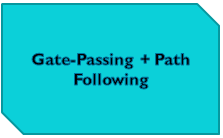 Gate-Passing + Path
Following